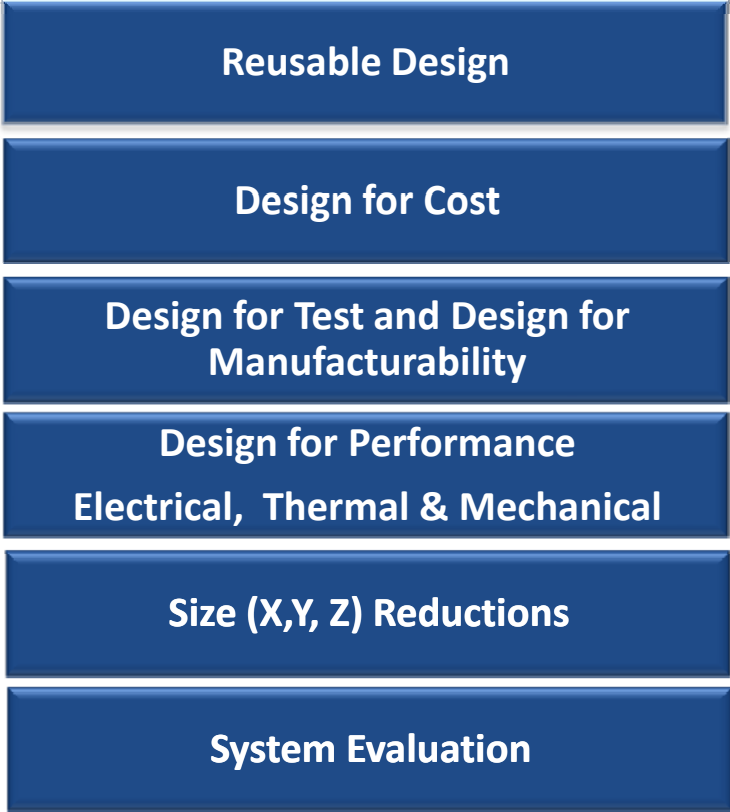 Reusable Design
Design for Cost
Design for Test and Design for
Manufacturability
Design for Performance
Electrical,  Thermal & Mechanical
Size (X,Y, Z) Reductions
System Evaluation